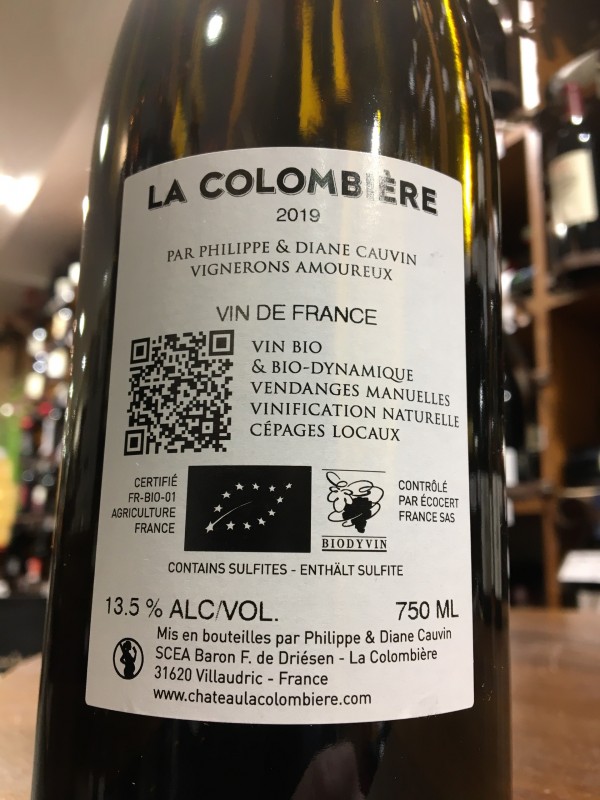 LA COLOMBIÈRE
2019
PAR PHILIPPE & DIANE CAUVIN
VIGNERONS AMOUREUX
VIN DE FRANCE
VIN BIO
& BIO-DYNAMIQUE
VENDANGES MANUELLES
VINIFICATION NATURELLE
CÉPAGES LOCAUX
CERTIFIÉ
FR-BIO-01
AGRICULTURE
FRANCE
BIODYVIN
CONTRÔLÉ
PAR ÉCOCERT
FRANCE SAS
CONTAINS SULFITES - ENTHÄLT SULFITE
13.5 % ALC/VOL. 750 ML
Mis en bouteilles par Philippe & Diane Cauvin
SCEA Baron F. de Driésen - La Colombière
31620 Villaudric - France
www.chateaulacolombiere.com